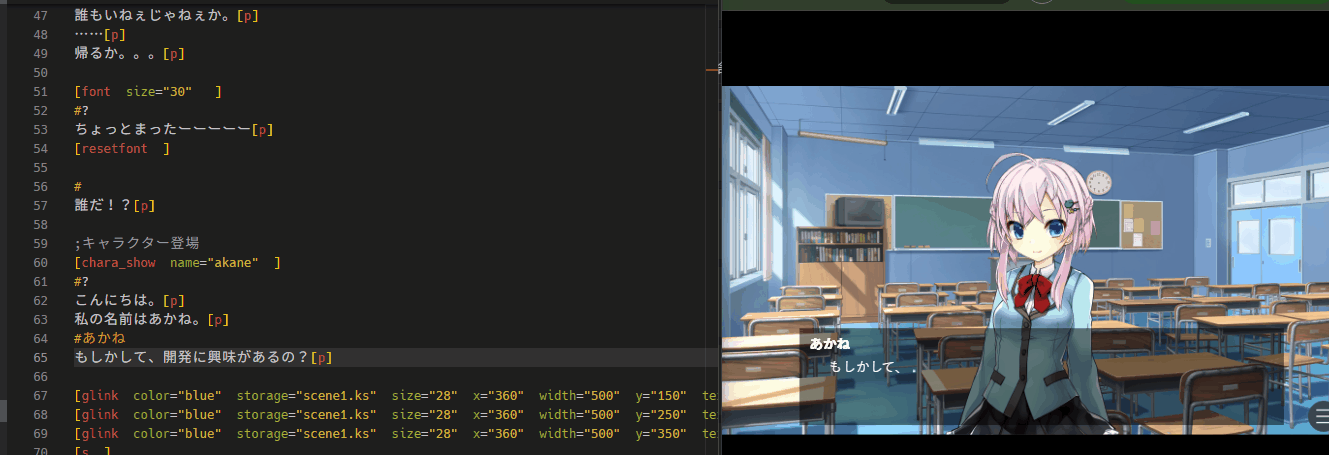 47 誰もいねぇじゃねぇか。[p]
48 ……[p]
49 帰るか。。。[p]
50
51 [font  size="30"   ]
52 #?
53 ちょっとまったーーーーー[p]
54 [resetfont  ]
55
56 #
57 誰だ！？[p]
58
59 ;キャラクター登場
60 [chara_show  name="akane"  ]
61 #?
62 こんにちは。[p]
63 私の名前はあかね。[p]
64 #あかね
65 もしかして、開発に興味があるの？[p]
66
67 [glink  color="blue"  storage="scene1.ks"  size="28"  x="360"  width="500"  y="150"  te
68 [glink  color="blue"  storage="scene1.ks"  size="28"  x="360"  width="500"  y="250"  te
69 [glink  color="blue"  storage="scene1.ks"  size="28"  x="360"  width="500"  y="350"  te
70 [s  ]
あかね
もしかして、.